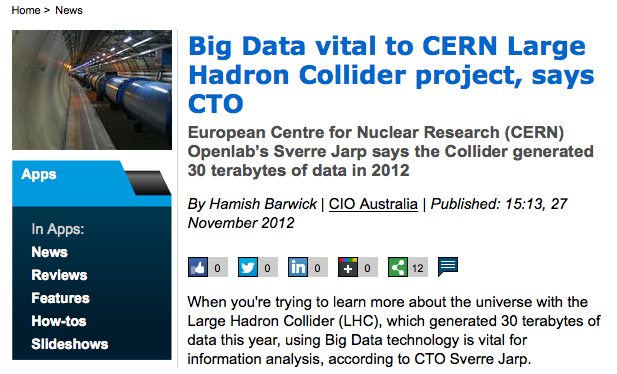 Home > News
Big Data vital to CERN Large
Hadron Collider project, says
CTO
European Centre for Nuclear Research (CERN)
Openlab's Sverre Jarp says the Collider generated
30 terabytes of data in 2012
By Hamish Barwick | CIO Australia | Published: 15:13, 27
November 2012
0 0 0 0 12
When you're trying to learn more about the universe with the
Large Hadron Collider (LHC), which generated 30 terabytes of
data this year, using Big Data technology is vital for
information analysis, according to CTO Sverre Jarp.
Apps
In Apps:
News
Reviews
Features
How-tos
Slideshows